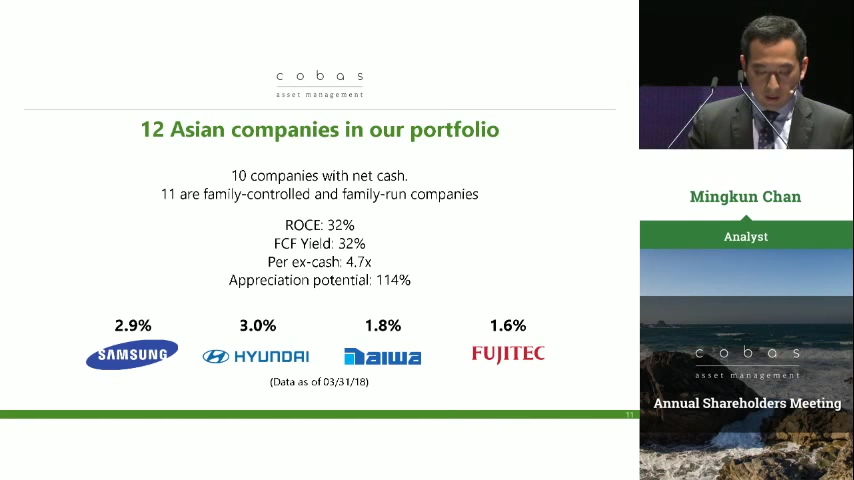 cobas
asset management
12 Asian companies in our portfolio
10 companies with net cash.
11 are family-controlled and family-run companies
ROCE: 32%
FCF Yield: 32%
Per ex-cash: 4.7x
Appreciation potential: 114%
2.9% 3.0% 1.8% 1.6%
SAMSUNG HYUNDAI Daiwa FUJITEC
(Data as of 03/31/18)
11
Mingkun Chan
Analyst
cobas
asset management
Annual Shareholders Meeting